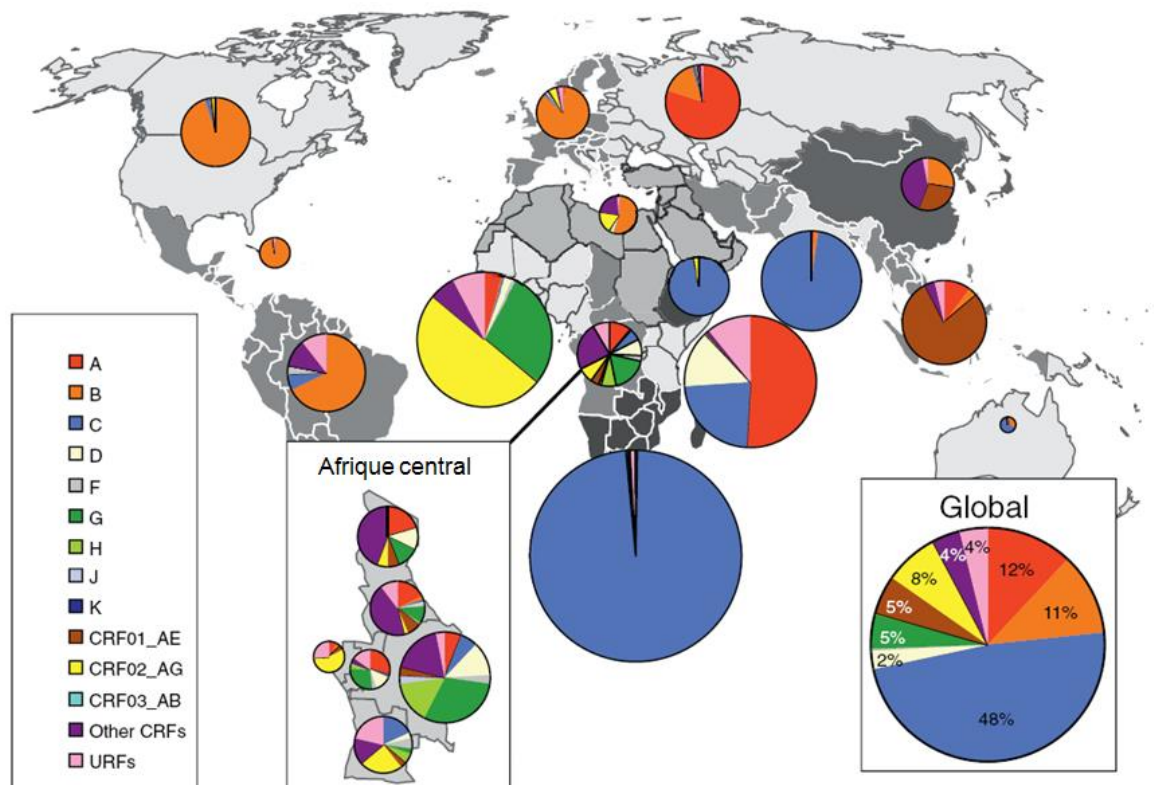 A
B
C
D
F
G
H
J
K
CRF01_AE
CRF02_AG
CRF03_AB
Other CRFs
URFs
Afrique central
Global
4%
4%
12%
8%
11%
5%
5%
2%
48%